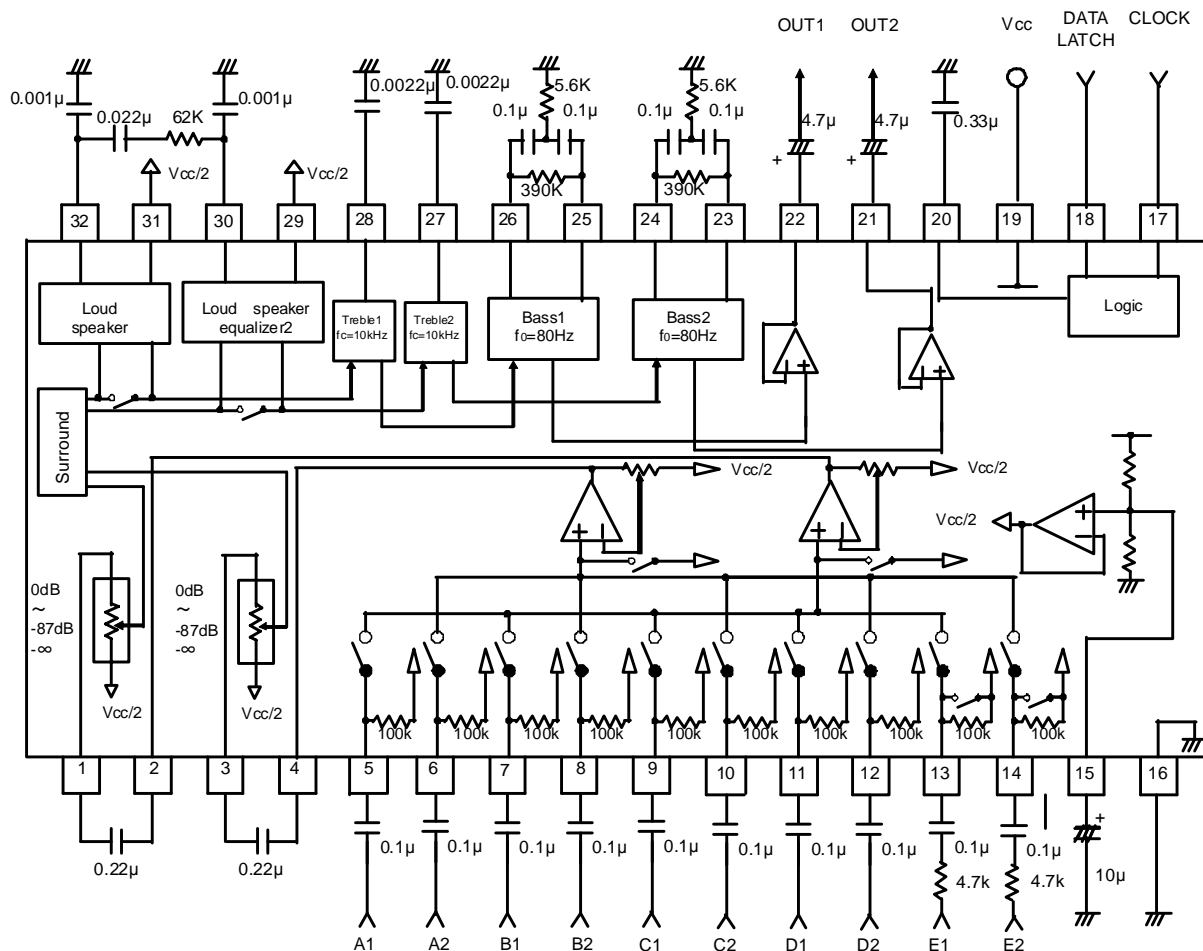 OUT1 OUT2 Vcc DATA LATCH CLOCK
0.001µ 0.001µ 0.0022µ 0.0022µ 5.6K 5.6K
0.022µ 62K 0.1µ 0.1µ 0.1µ 0.1µ 4.7µ 4.7µ 0.33µ
+ +
Vcc/2 Vcc/2 390K 390K
32 31 30 29 28 27 26 25 24 23 22 21 20 19 18 17
Loud speaker
Loud speaker equalizer2
Treble1
fc=10kHz
Treble2
fc=10kHz
Bass1
f0=80Hz
Bass2
f0=80Hz
Logic
+ +
Surround
Vcc/2 Vcc/2
+ +
Vcc/2
+
0dB
~
-87dB
-∞
0dB
~
-87dB
-∞
Vcc/2 Vcc/2
100k 100k 100k 100k 100k 100k 100k 100k 100k 100k
1 2 3 4 5 6 7 8 9 10 11 12 13 14 15 16
+
0.22µ 0.22µ 0.1µ 0.1µ 0.1µ 0.1µ 0.1µ 0.1µ 0.1µ 0.1µ 0.1µ 0.1µ
4.7k 4.7k 10µ
A1 A2 B1 B2 C1 C2 D1 D2 E1 E2